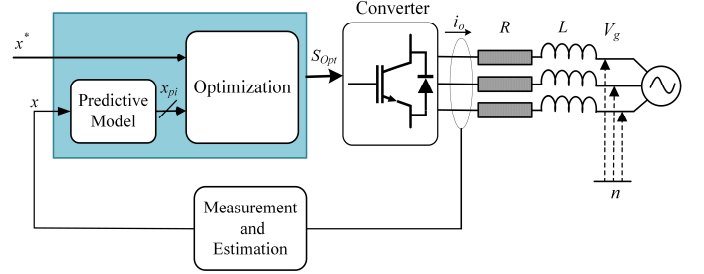 Converter
x*
S_Opt
i_o
R
L
V_g
Optimization
x
Predictive
Model
x_pi
n
Measurement
and
Estimation